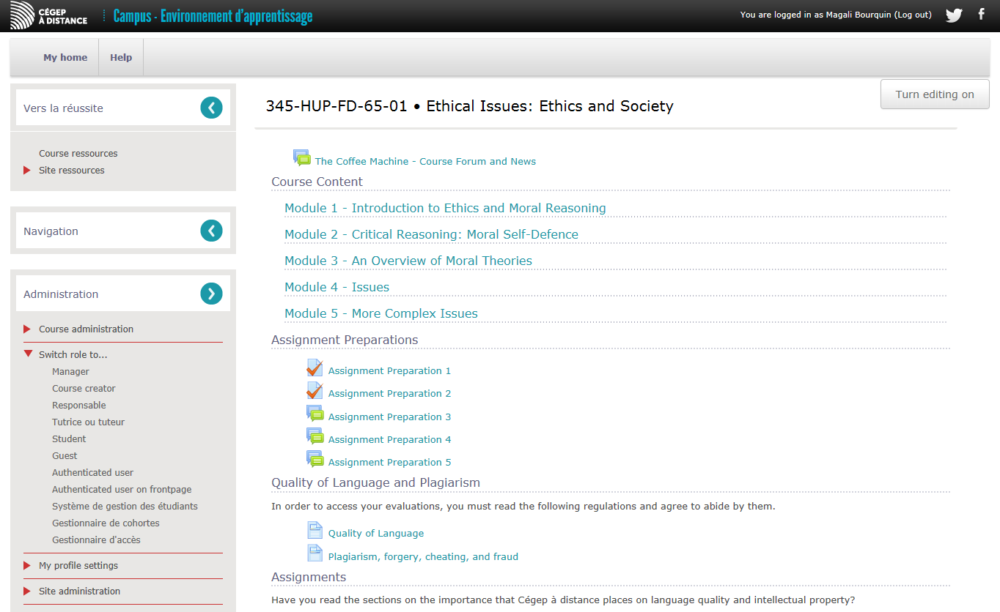 CÉGEP
À DISTANCE
Campus - Environnement d'apprentissage
You are logged in as Magali Bourquin (Log out)
My home
Help
Turn editing on
Vers la réussite
Course ressources
Site ressources
Navigation
Administration
Course administration
Switch role to...
Manager
Course creator
Responsable
Tutrice ou tuteur
Student
Guest
Authenticated user
Authenticated user on frontpage
Système de gestion des étudiants
Gestionnaire de cohortes
Gestionnaire d'accès
My profile settings
Site administration
345-HUP-FD-65-01 • Ethical Issues: Ethics and Society
The Coffee Machine - Course Forum and News
Course Content
Module 1 - Introduction to Ethics and Moral Reasoning
Module 2 - Critical Reasoning: Moral Self-Defence
Module 3 - An Overview of Moral Theories
Module 4 - Issues
Module 5 - More Complex Issues
Assignment Preparations
Assignment Preparation 1
Assignment Preparation 2
Assignment Preparation 3
Assignment Preparation 4
Assignment Preparation 5
Quality of Language and Plagiarism
In order to access your evaluations, you must read the following regulations and agree to abide by them.
Quality of Language
Plagiarism, forgery, cheating, and fraud
Assignments
Have you read the sections on the importance that Cégep à distance places on language quality and intellectual property?